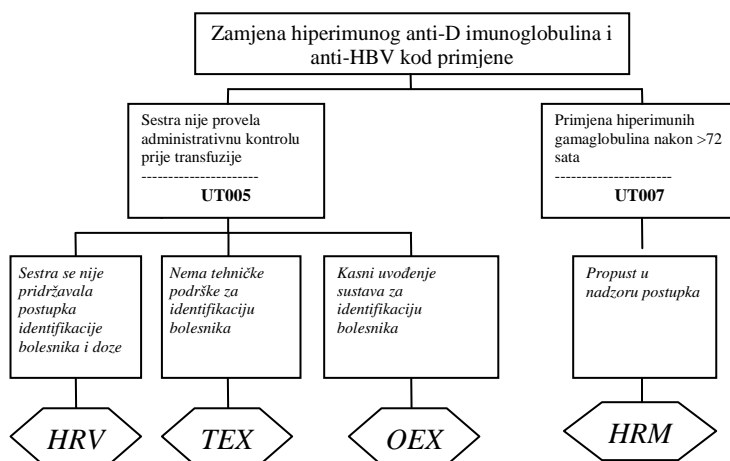 Zamjena hiperimunog anti-D imunoglobulina i
anti-HBV kod primjene
Sestra nije provela
administrativnu kontrolu
prije transfuzije
----------------------
UT005
Primjena hiperimunih
gamaglobulina nakon >72
sata
----------------------
UT007
Sestra se nije
pridržavala
postupka
identifikacije
bolesnika i doze
Nema tehničke
podrške za
identifikaciju
bolesnika
Kasni uvođenje
sustava za
identifikaciju
bolesnika
Propust u
nadzoru postupka
HRV
TEX
OEX
HRM